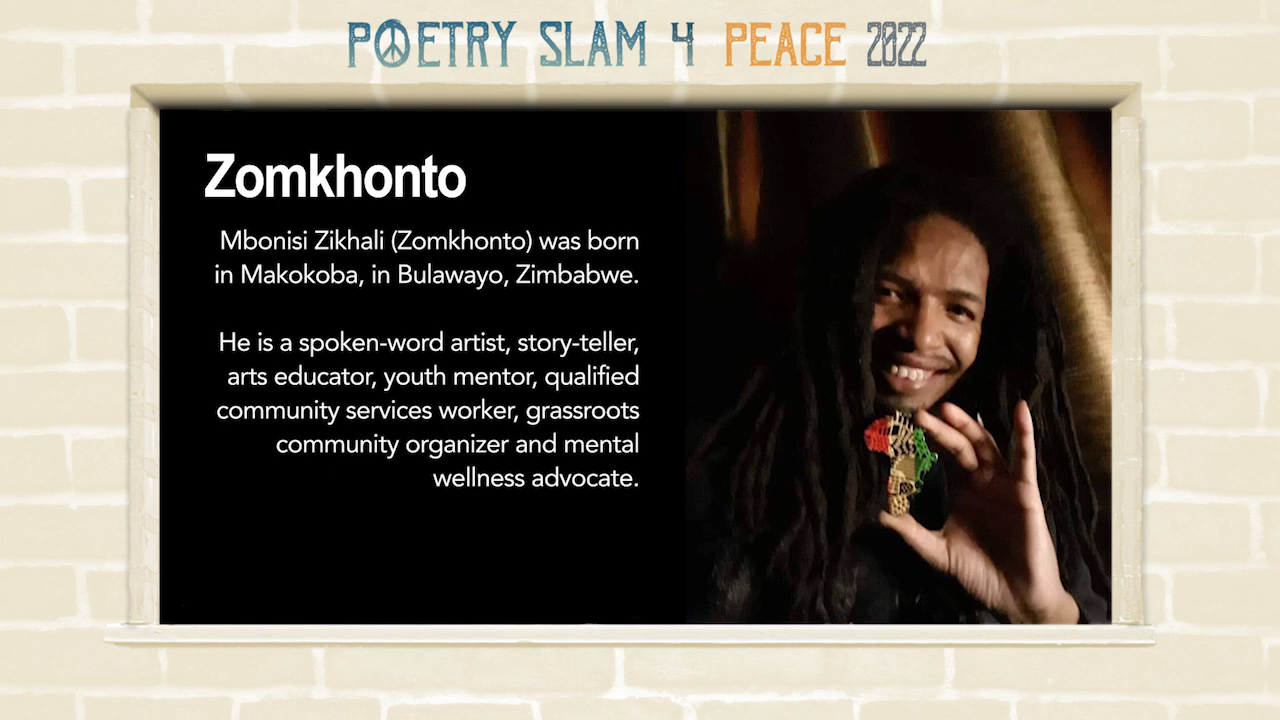 POETRY SLAM 4 PEACE 2022
Zomkhonto
Mbonisi Zikhali (Zomkhonto) was born
in Makokoba, in Bulawayo, Zimbabwe.
He is a spoken-word artist, story-teller,
arts educator, youth mentor, qualified
community services worker, grassroots
community organizer and mental
wellness advocate.